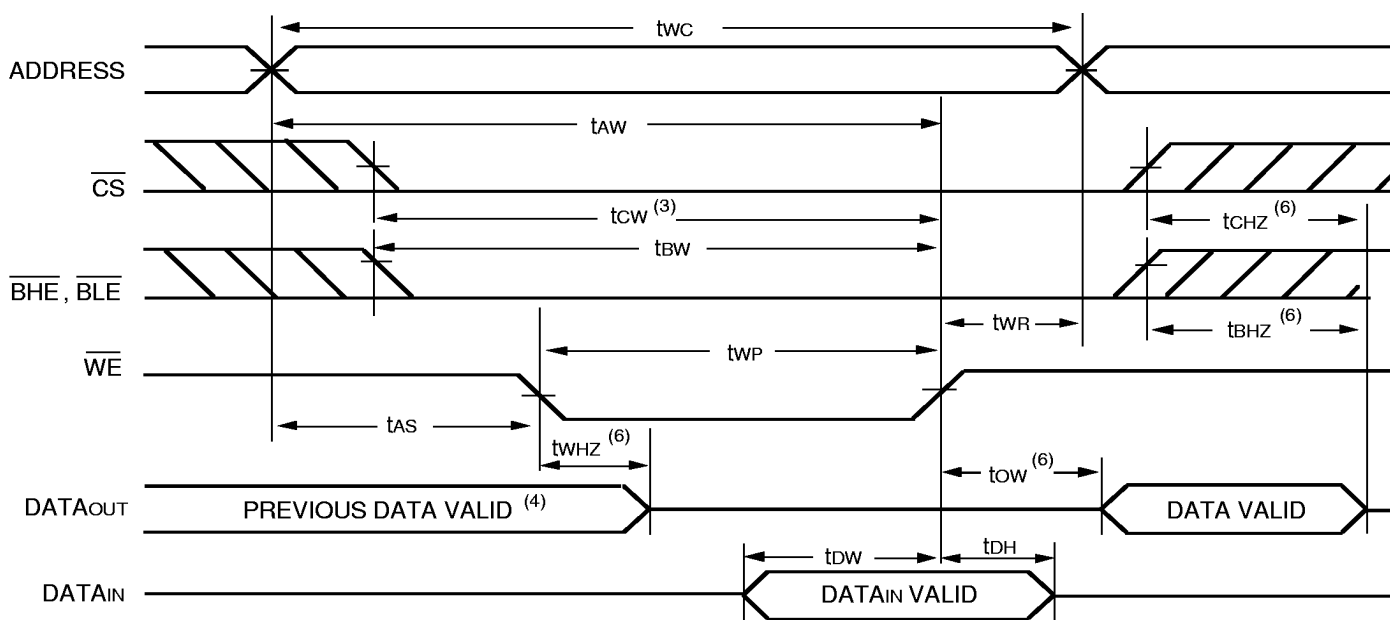 tWC
ADDRESS
tAW
CS
tCW (3)
tCHZ (6)
tBW
BHE, BLE
tWR
tBHZ (6)
tWP
WE
tAS
tWHZ (6)
tOW (6)
DATAOUT
PREVIOUS DATA VALID (4)
DATA VALID
tDW
tDH
DATAIN
DATAIN VALID